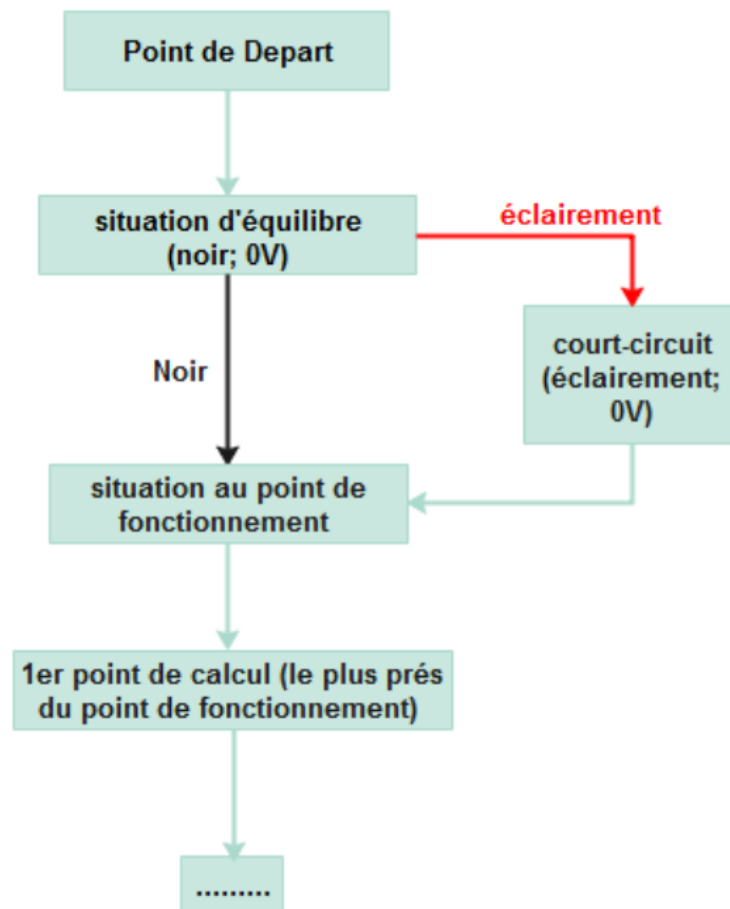 Point de Depart
situation d'équilibre
(noir; 0V)
éclairement
court-circuit
(éclairement;
0V)
Noir
situation au point de
fonctionnement
1er point de calcul (le plus prés
du point de fonctionnement)
.........